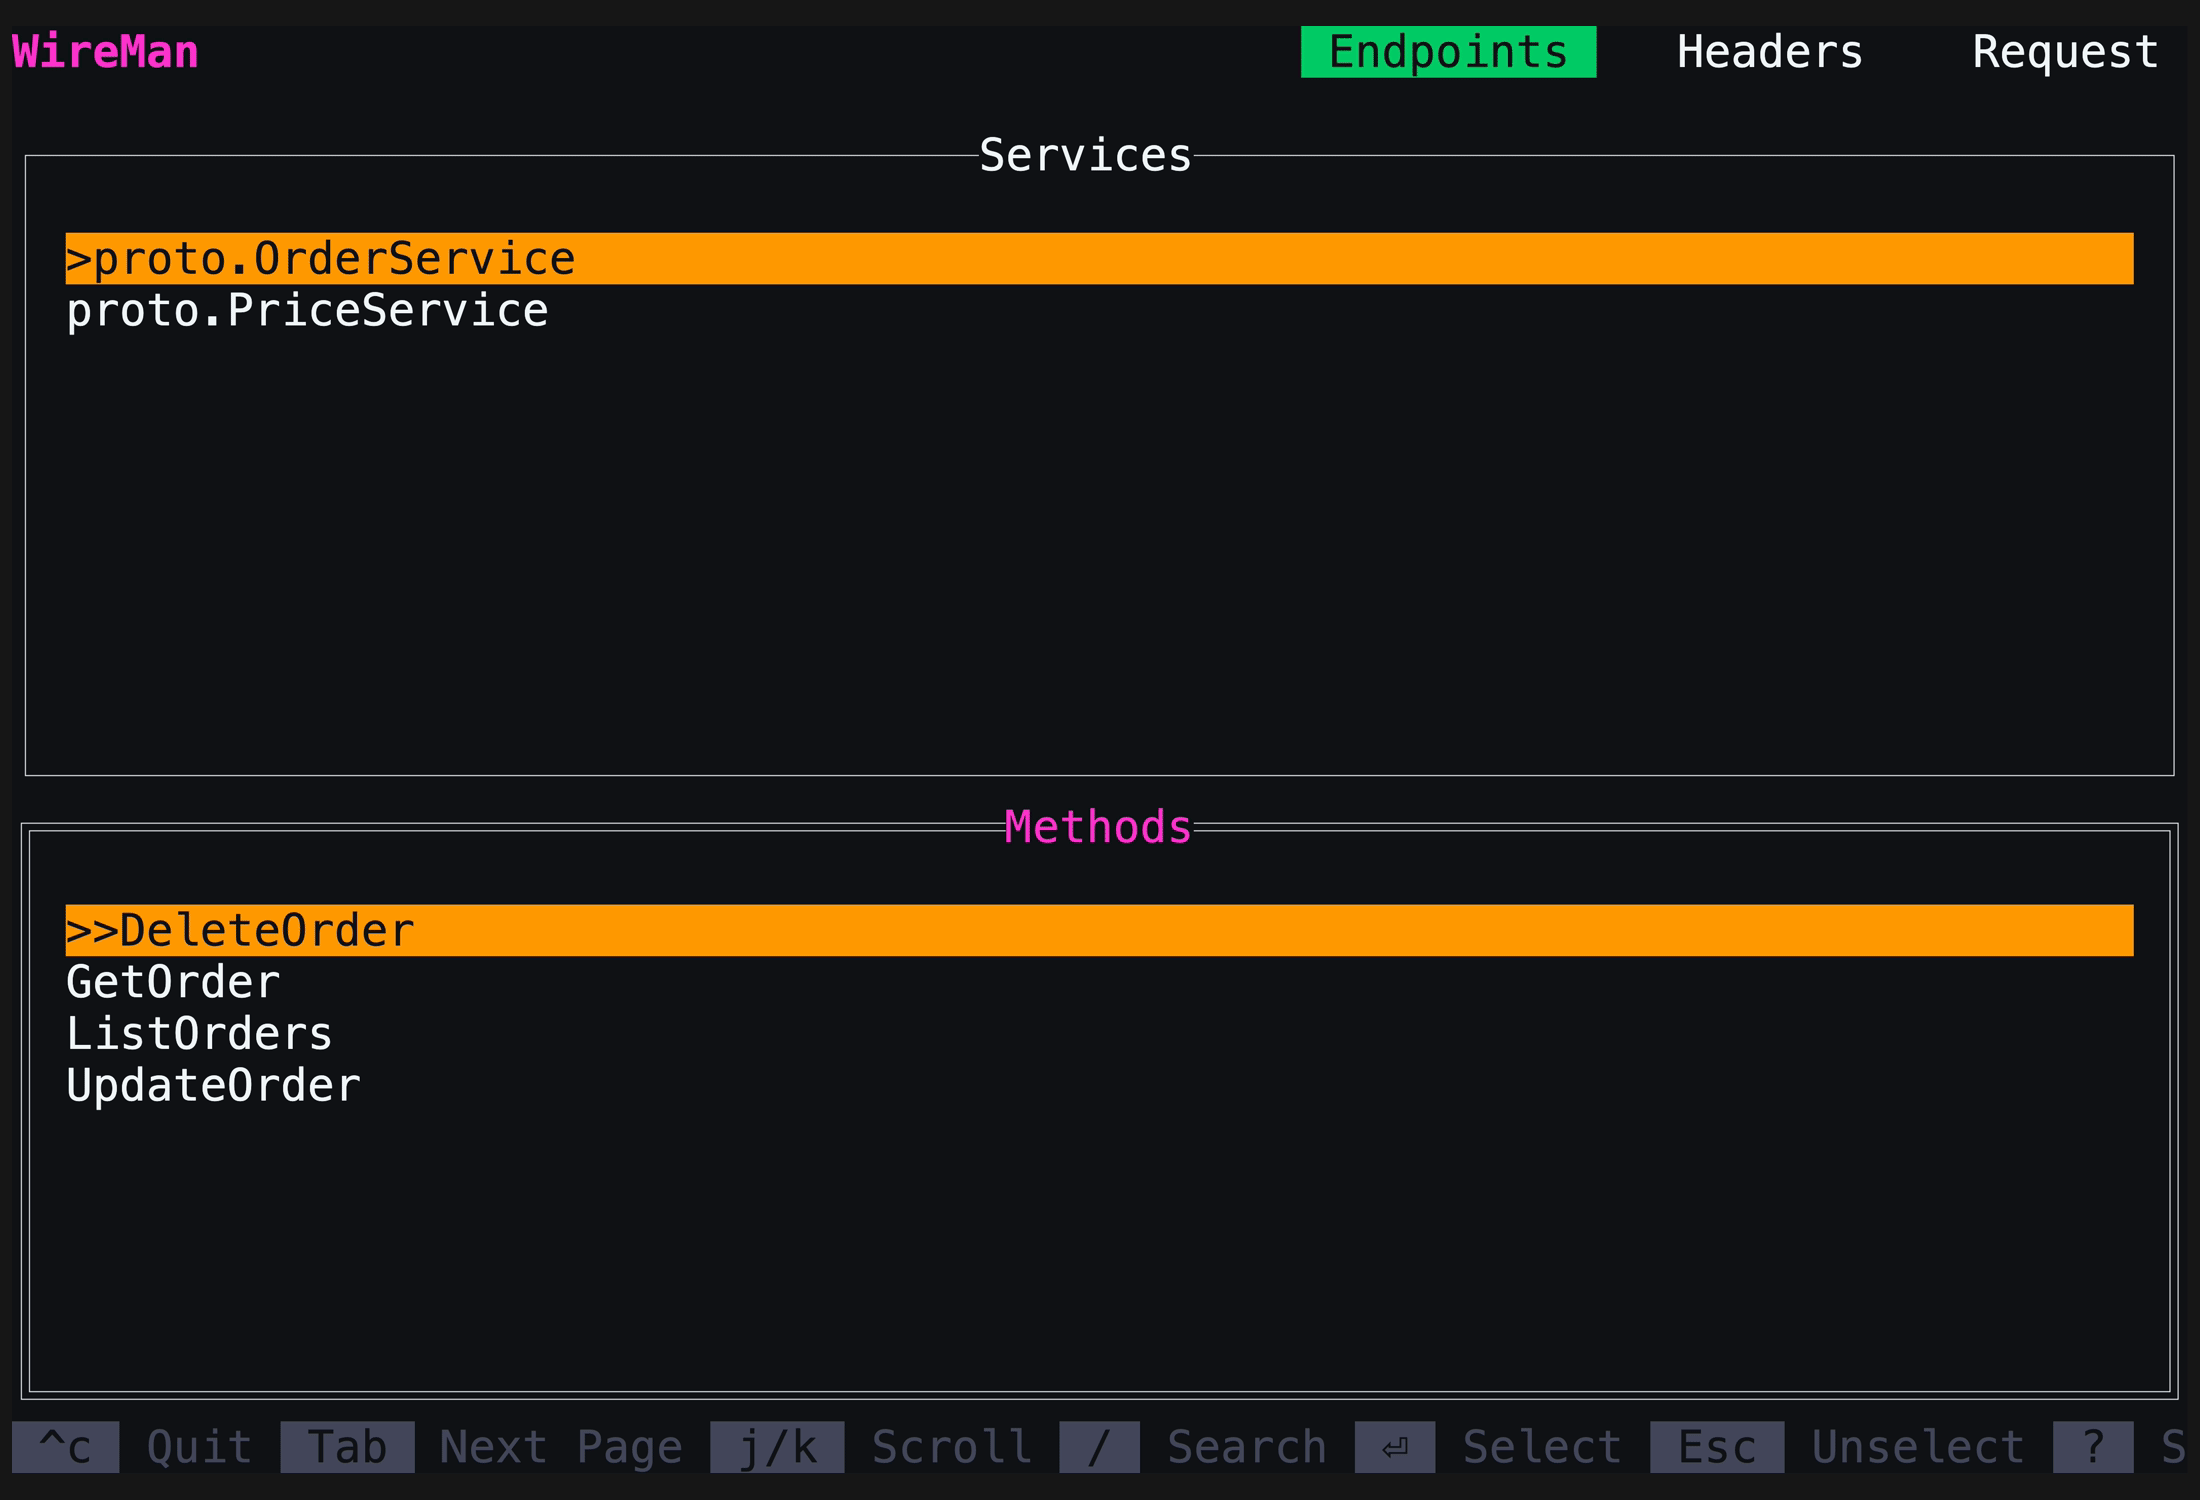 WireMan Endpoints Headers Request
Services
>proto.OrderService
proto.PriceService
Methods
>>DeleteOrder
GetOrder
ListOrders
UpdateOrder
^c Quit Tab Next Page j/k Scroll / Search ⏎ Select Esc Unselect ? S